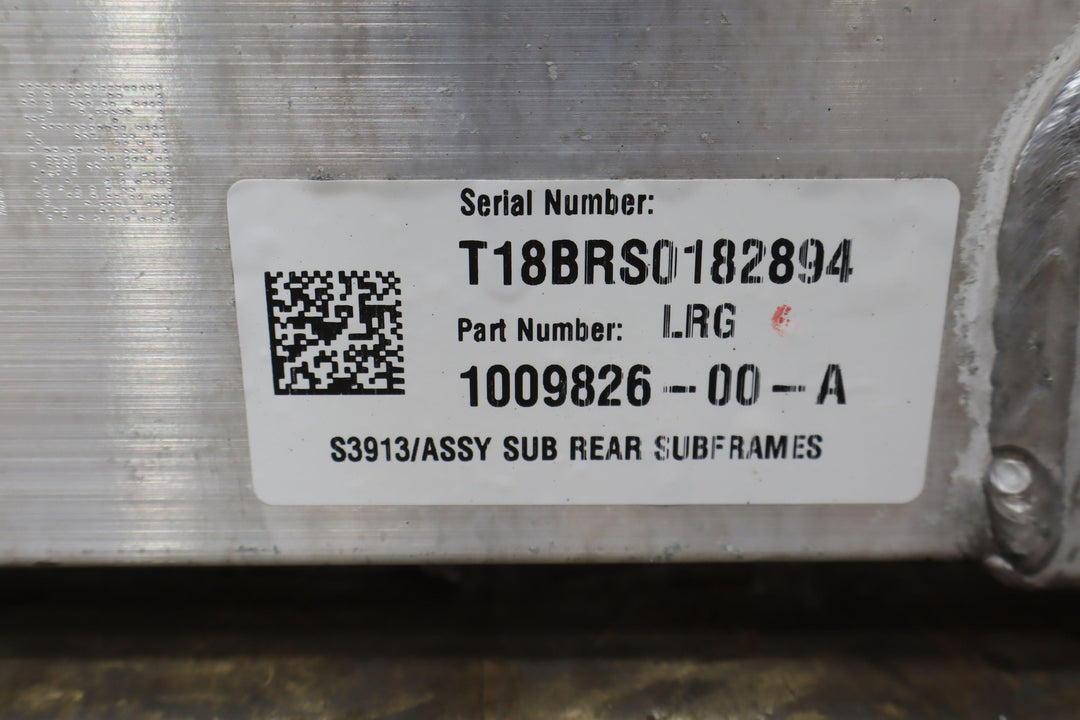 Serial Number:
T18BRS0182894
Part Number: LRG
1009826-00-A
S3913/ASSY SUB REAR SUBFRAMES